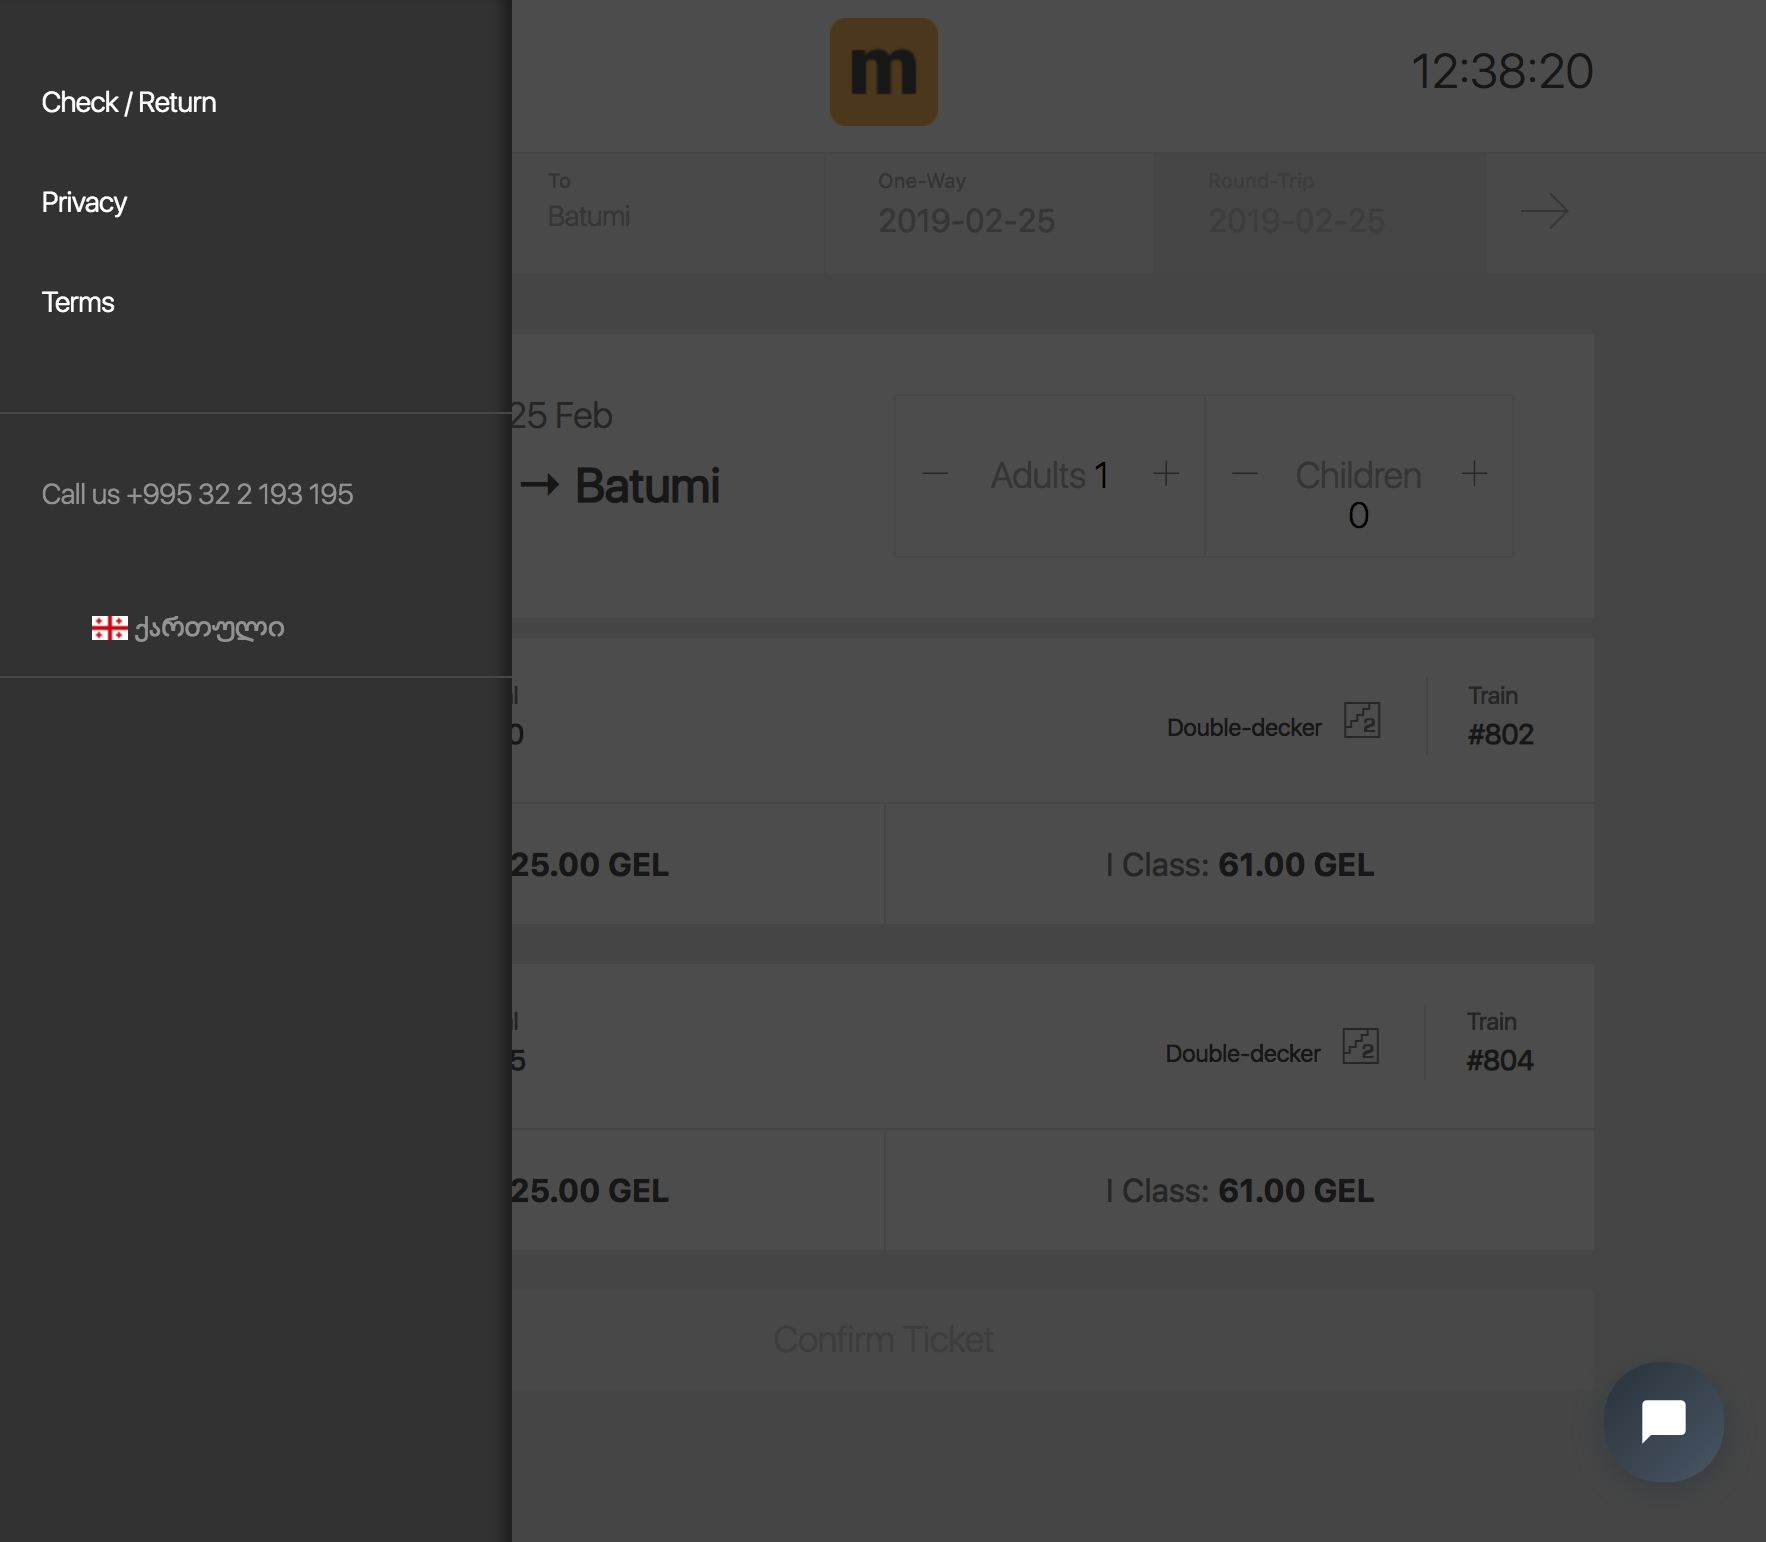 Check / Return
Privacy
Terms
Call us +995 32 2 193 195
ქართული
m
12:38:20
To
Batumi
One-Way
2019-02-25
Round-Trip
2019-02-25
25 Feb
→ Batumi
Adults 1
Children
0
Double-decker
2
Train
#802
25.00 GEL
I Class: 61.00 GEL
Double-decker
2
Train
#804
25.00 GEL
I Class: 61.00 GEL
Confirm Ticket